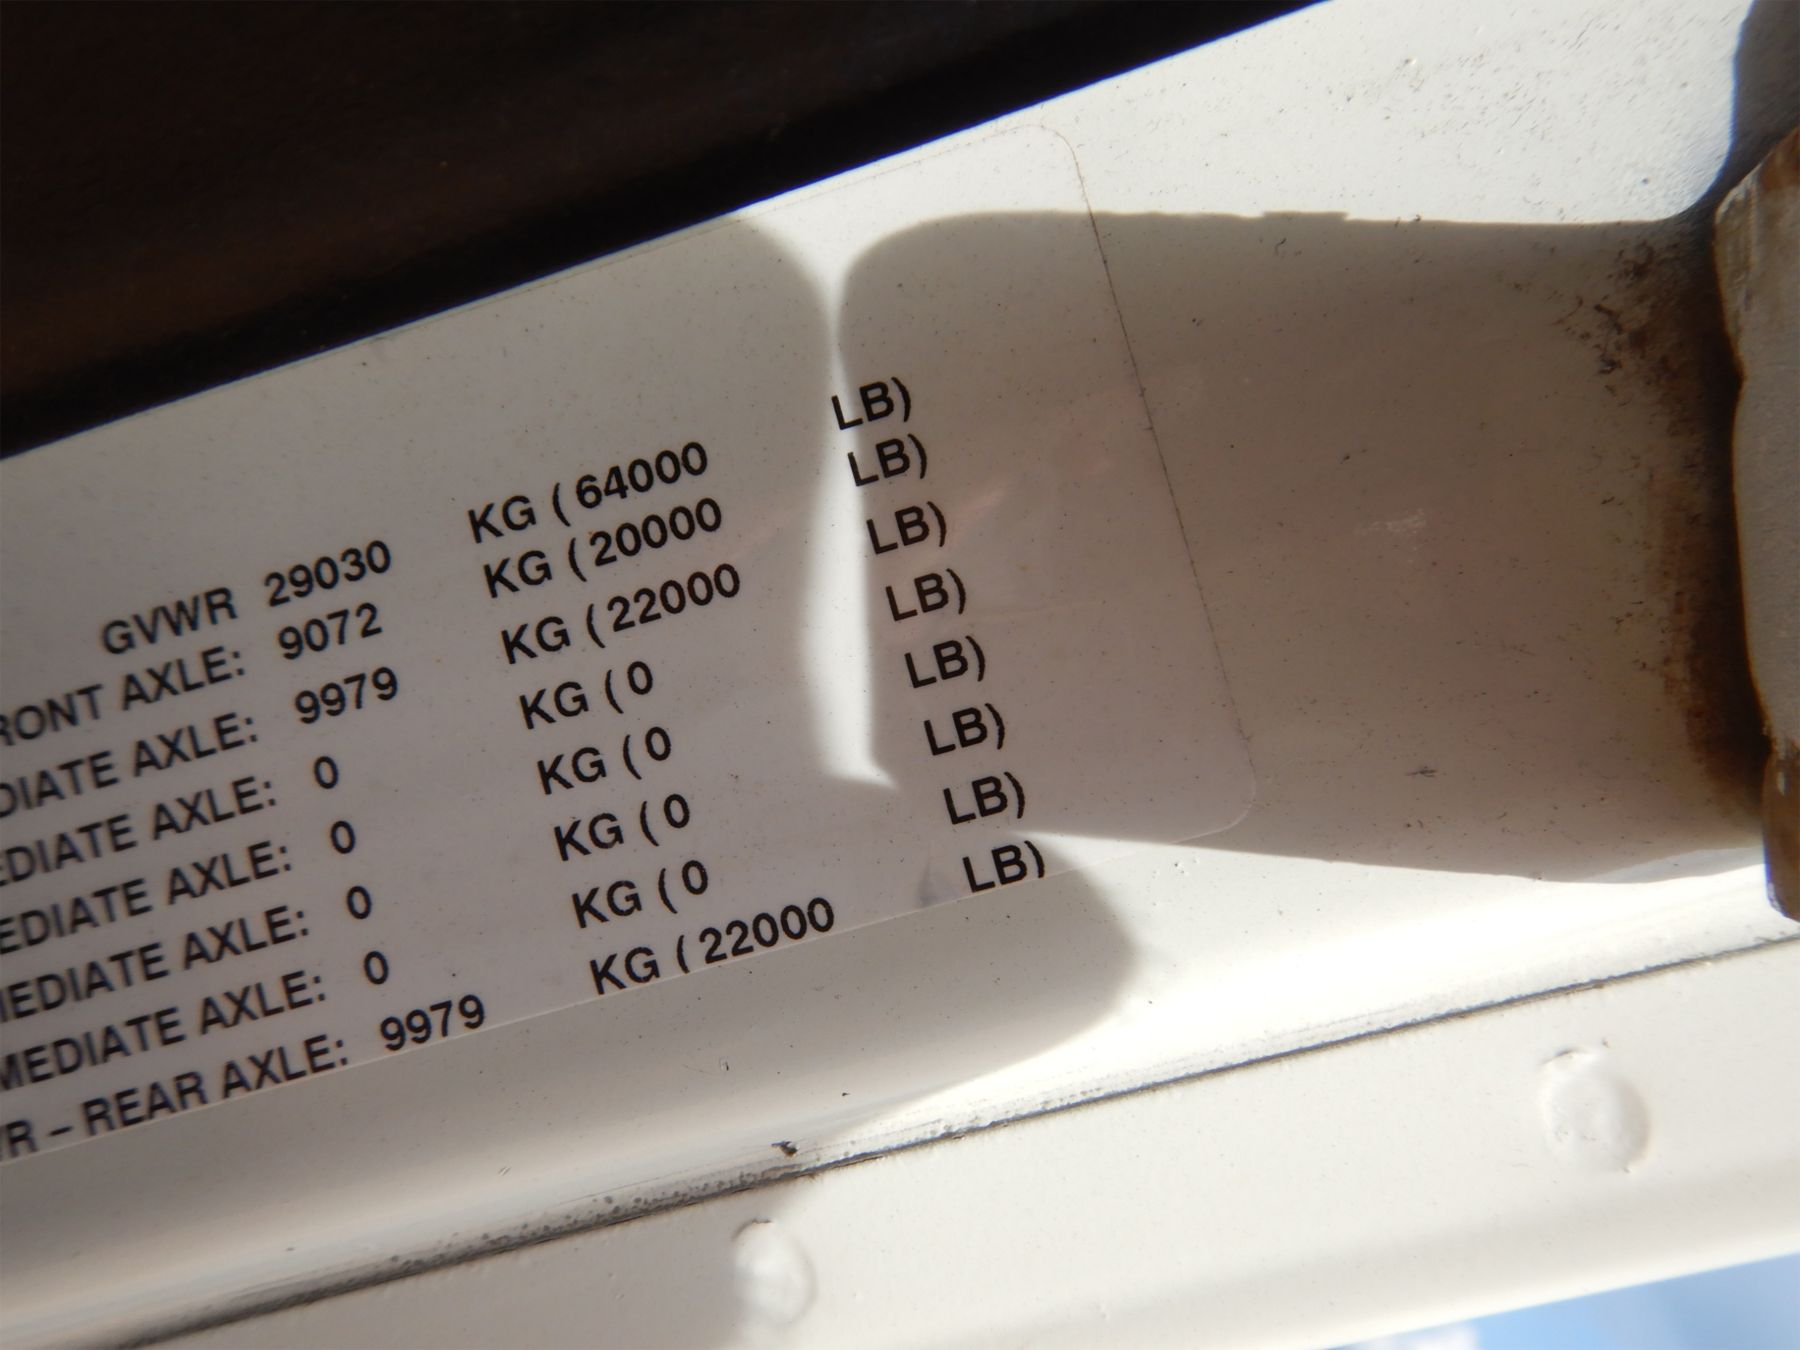 GVWR 29030 KG (64000 LB)
RONT AXLE: 9072 KG (20000 LB)
DIATE AXLE: 9979 KG (22000 LB)
EDIATE AXLE: 0 KG (0 LB)
EDIATE AXLE: 0 KG (0 LB)
MEDIATE AXLE: 0 KG (0 LB)
MEDIATE AXLE: 0 KG (0 LB)
R – REAR AXLE: 9979 KG (22000 LB)